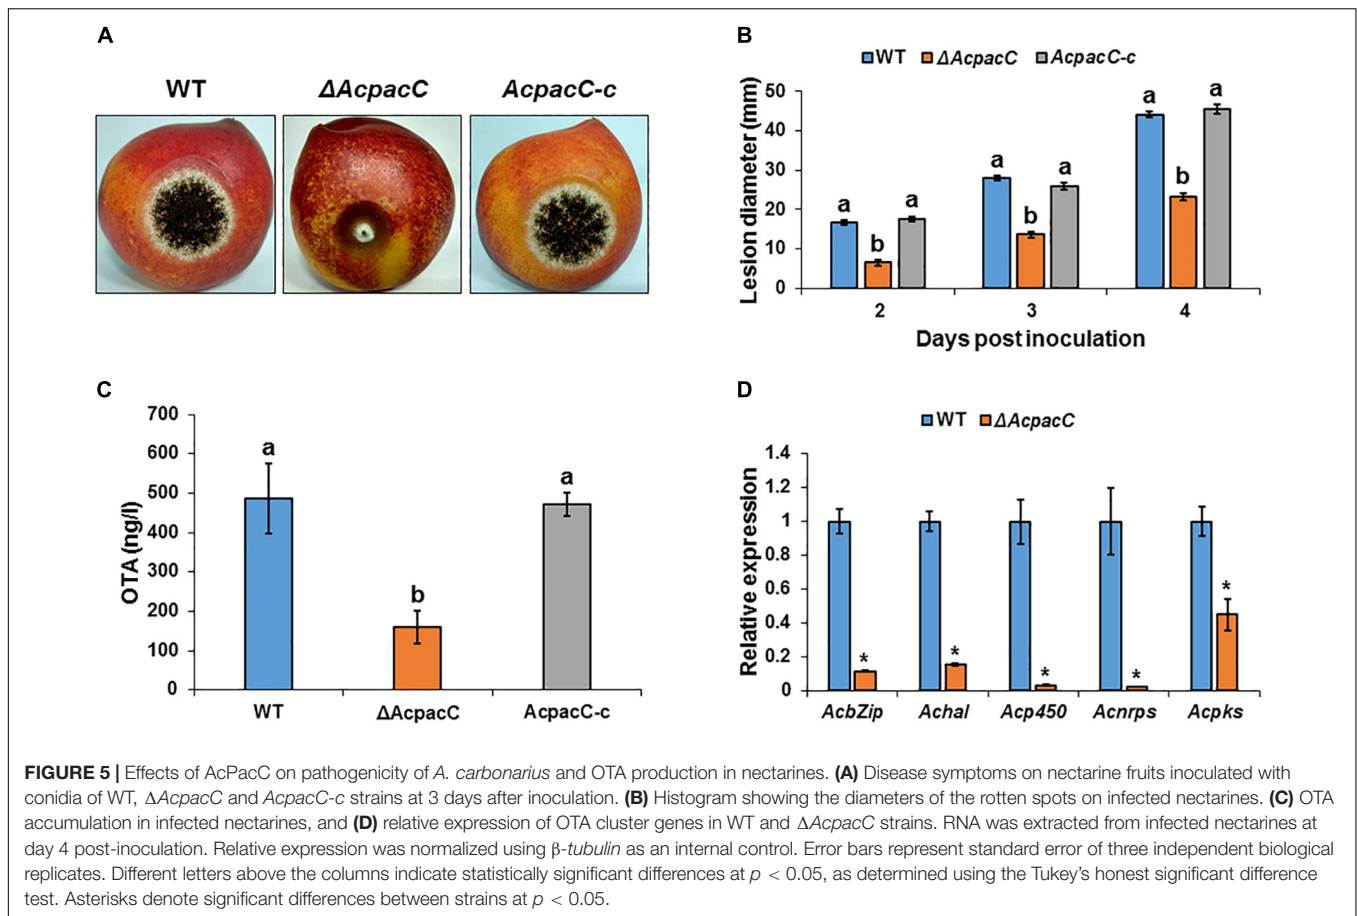 A
WT ΔAcpacC AcpacC-c
B
WT ΔAcpacC AcpacC-c
Lesion diameter (mm)
50
40
30
20
10
0
a b a a b a a b a
2 3 4
Days post inoculation
C
OTA (ng/l)
700
600
500
400
300
200
100
0
a b a
WT ΔAcpacC AcpacC-c
D
WT ΔAcpacC
Relative expression
1.4
1.2
1
0.8
0.6
0.4
0.2
0
* * * * *
AcbZip Achal Acp450 Acnrps Acpks
FIGURE 5 | Effects of AcPacC on pathogenicity of A. carbonarius and OTA production in nectarines. (A) Disease symptoms on nectarine fruits inoculated with
conidia of WT, ΔAcpacC and AcpacC-c strains at 3 days after inoculation. (B) Histogram showing the diameters of the rotten spots on infected nectarines. (C) OTA
accumulation in infected nectarines, and (D) relative expression of OTA cluster genes in WT and ΔAcpacC strains. RNA was extracted from infected nectarines at
day 4 post-inoculation. Relative expression was normalized using β-tubulin as an internal control. Error bars represent standard error of three independent biological
replicates. Different letters above the columns indicate statistically significant differences at p < 0.05, as determined using the Tukey's honest significant difference
test. Asterisks denote significant differences between strains at p < 0.05.